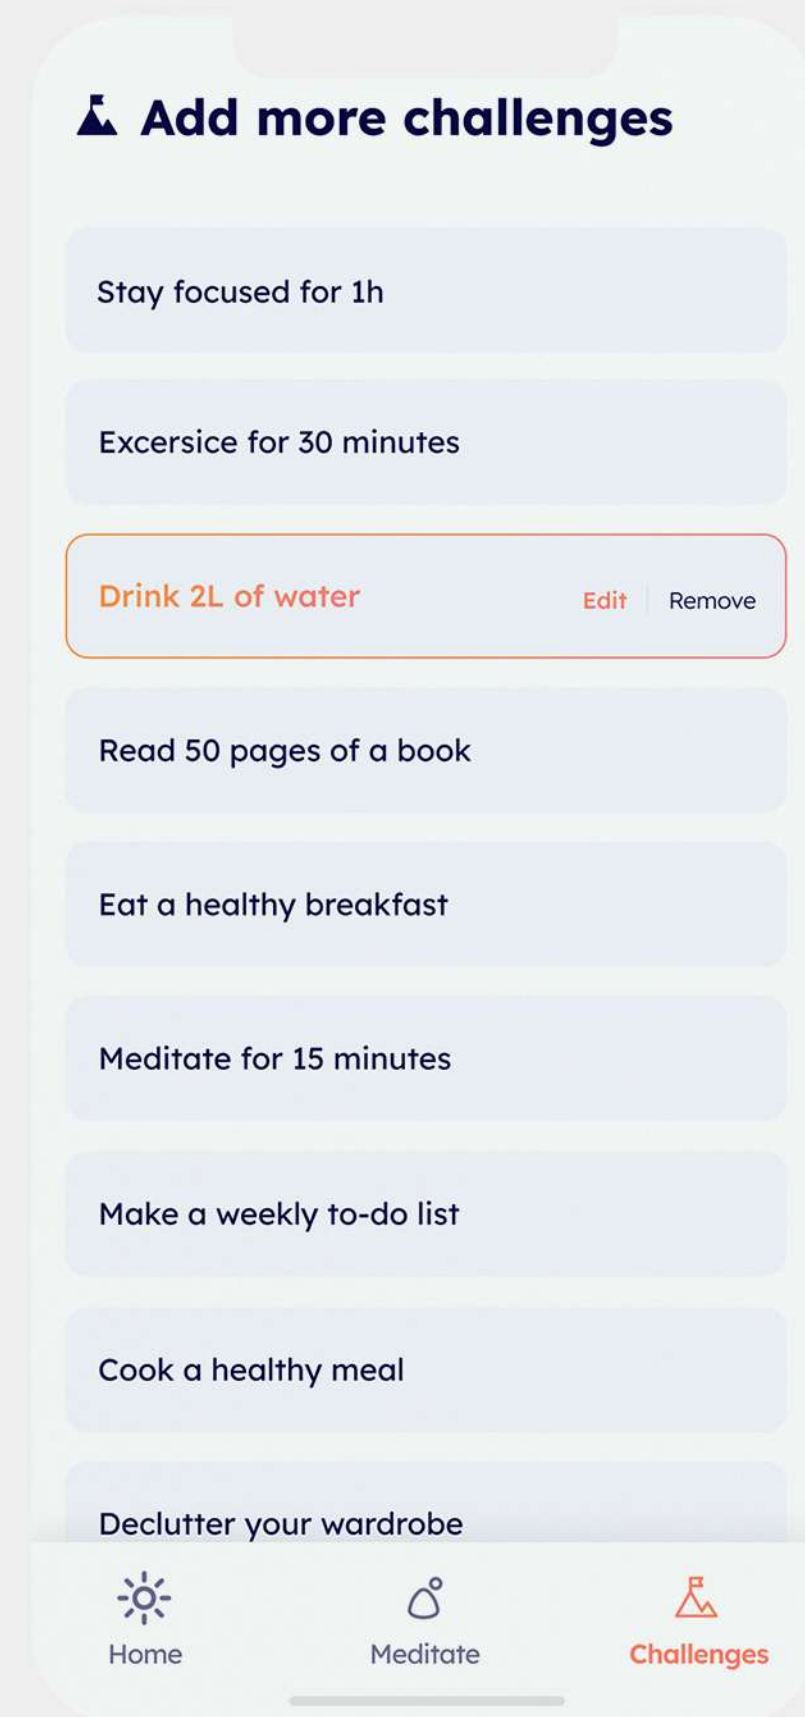 Add more challenges
Stay focused for 1h
Excersice for 30 minutes
Drink 2L of water Edit Remove
Read 50 pages of a book
Eat a healthy breakfast
Meditate for 15 minutes
Make a weekly to-do list
Cook a healthy meal
Declutter your wardrobe
Home Meditate Challenges